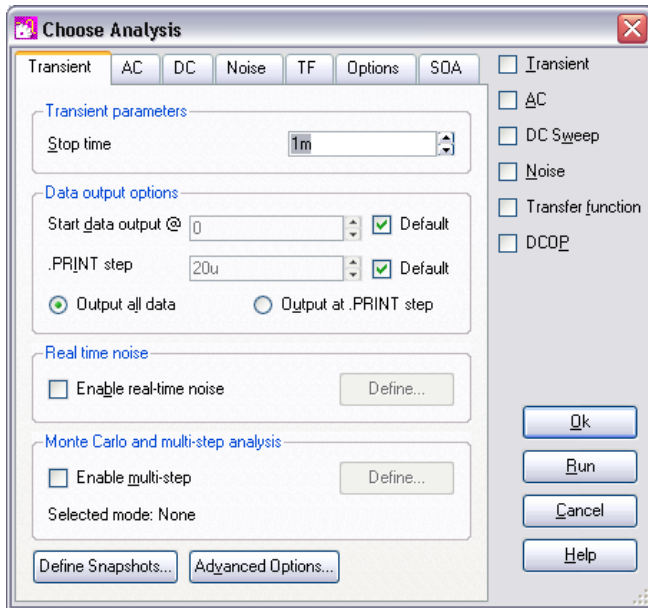 Choose Analysis
Transient AC DC Noise TF Options SOA
Transient parameters
Stop time 1m
Data output options
Start data output @ 0 Default
.PRINT step 20u Default
Output all data Output at .PRINT step
Real time noise
Enable real-time noise Define...
Monte Carlo and multi-step analysis
Enable multi-step Define...
Selected mode: None
Define Snapshots... Advanced Options...
Transient
AC
DC Sweep
Noise
Transfer function
DCOP
Ok
Run
Cancel
Help